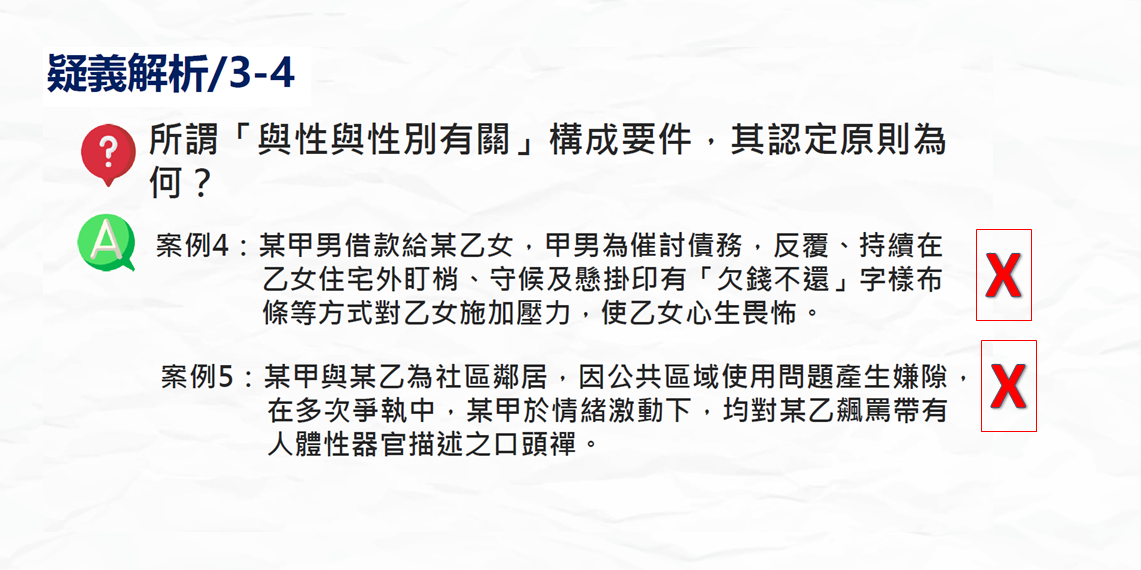 疑義解析/3-4
?
所謂「與性與性別有關」構成要件，其認定原則為
何？
A
案例4：某甲男借款給某乙女，甲男為催討債務，反覆、持續在
乙女住宅外盯梢、守候及懸掛印有「欠錢不還」字樣布
條等方式對乙女施加壓力，使乙女心生畏怖。
X
案例5：某甲與某乙為社區鄰居，因公共區域使用問題產生嫌隙，
在多次爭執中，某甲於情緒激動下，均對某乙飆罵帶有
人體性器官描述之口頭禪。
X